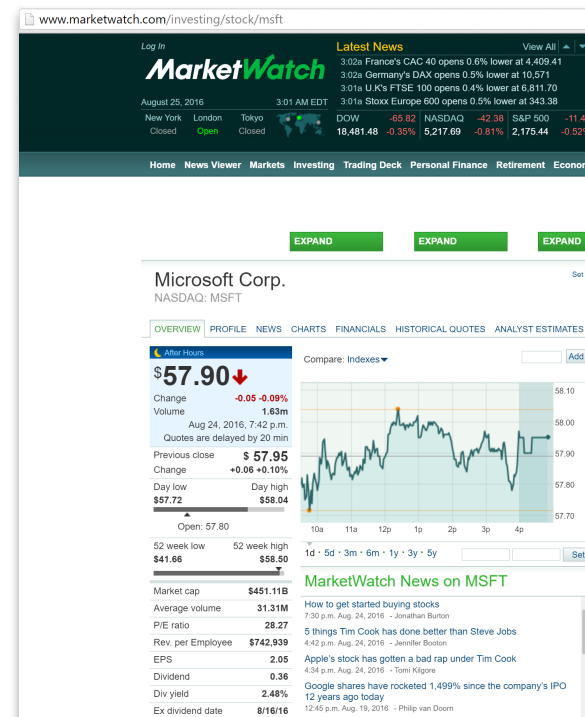 www.marketwatch.com/investing/stock/msft
Log In
MarketWatch
August 25, 2016 3:01 AM EDT
New York London Tokyo
Closed Open Closed
Latest News View All
3:02a France's CAC 40 opens 0.6% lower at 4,409.41
3:02a Germany's DAX opens 0.5% lower at 10,571
3:01a U.K's FTSE 100 opens 0.4% lower at 6,811.70
3:01a Stoxx Europe 600 opens 0.5% lower at 343.38
DOW -65.82 NASDAQ -42.38 S&P 500 -11.4
18,481.48 -0.35% 5,217.69 -0.81% 2,175.44 -0.52%
Home News Viewer Markets Investing Trading Deck Personal Finance Retirement Econom
EXPAND EXPAND EXPAND
Microsoft Corp. Set
NASDAQ: MSFT
OVERVIEW PROFILE NEWS CHARTS FINANCIALS HISTORICAL QUOTES ANALYST ESTIMATES
After Hours
$57.90
Change -0.05 -0.09%
Volume 1.63m
Aug 24, 2016, 7:42 p.m.
Quotes are delayed by 20 min
Previous close $ 57.95
Change +0.06 +0.10%
Day low Day high
$57.72 $58.04
Open: 57.80
52 week low 52 week high
$41.66 $58.50
Market cap $451.11B
Average volume 31.31M
P/E ratio 28.27
Rev. per Employee $742,939
EPS 2.05
Dividend 0.36
Div yield 2.48%
Ex dividend date 8/16/16
Compare: Indexes Add
58.10
58.00
57.90
57.80
57.70
10a 11a 12p 1p 2p 3p 4p
1d · 5d · 3m · 6m · 1y · 3y · 5y Set
MarketWatch News on MSFT
How to get started buying stocks
7:30 p.m. Aug. 24, 2016 - Jonathan Burton
5 things Tim Cook has done better than Steve Jobs
4:42 p.m. Aug. 24, 2016 - Jennifer Booton
Apple's stock has gotten a bad rap under Tim Cook
4:34 p.m. Aug. 24, 2016 - Tomi Kilgore
Google shares have rocketed 1,499% since the company's IPO
12 years ago today
12:45 p.m. Aug. 19, 2016 - Philip van Doorn